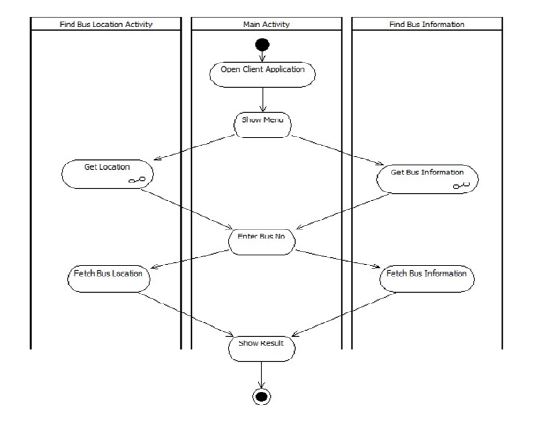 Find Bus Location Activity
Main Activity
Find Bus Information
Open Client Application
Show Menu
Get Location
Get Bus Information
Enter Bus No
Fetch Bus Location
Fetch Bus Information
Show Result